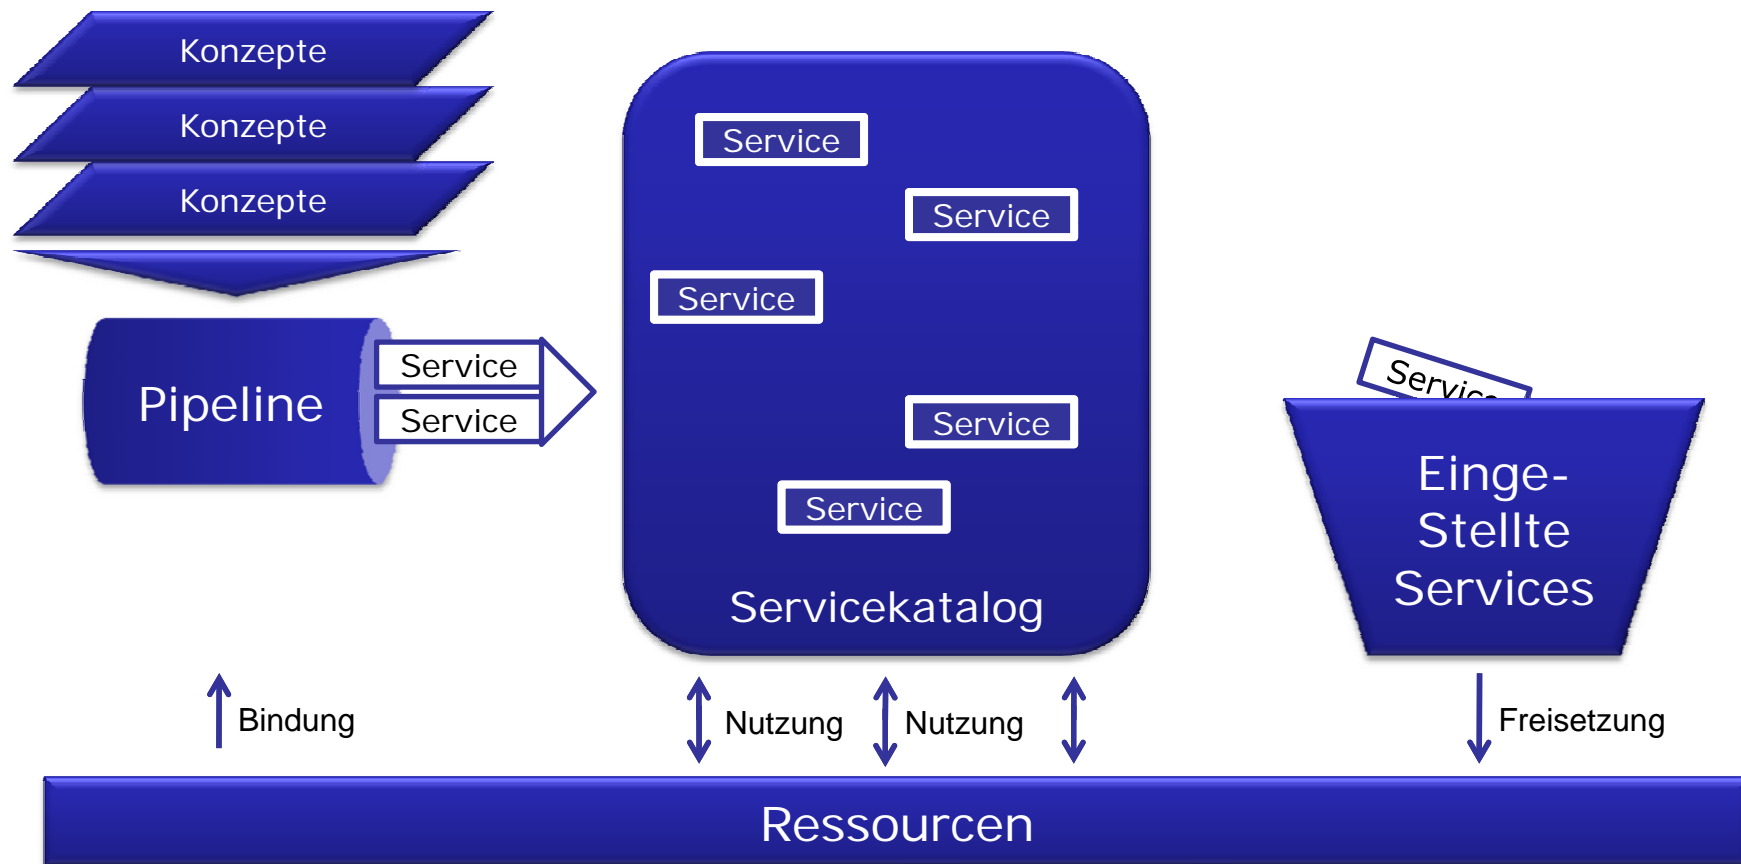 Konzepte
Konzepte
Konzepte
Pipeline
Service
Service
Service
Service
Service
Service
Service
Servicekatalog
Service
Einge-
Stellte
Services
Bindung
Nutzung
Nutzung
Freisetzung
Ressourcen